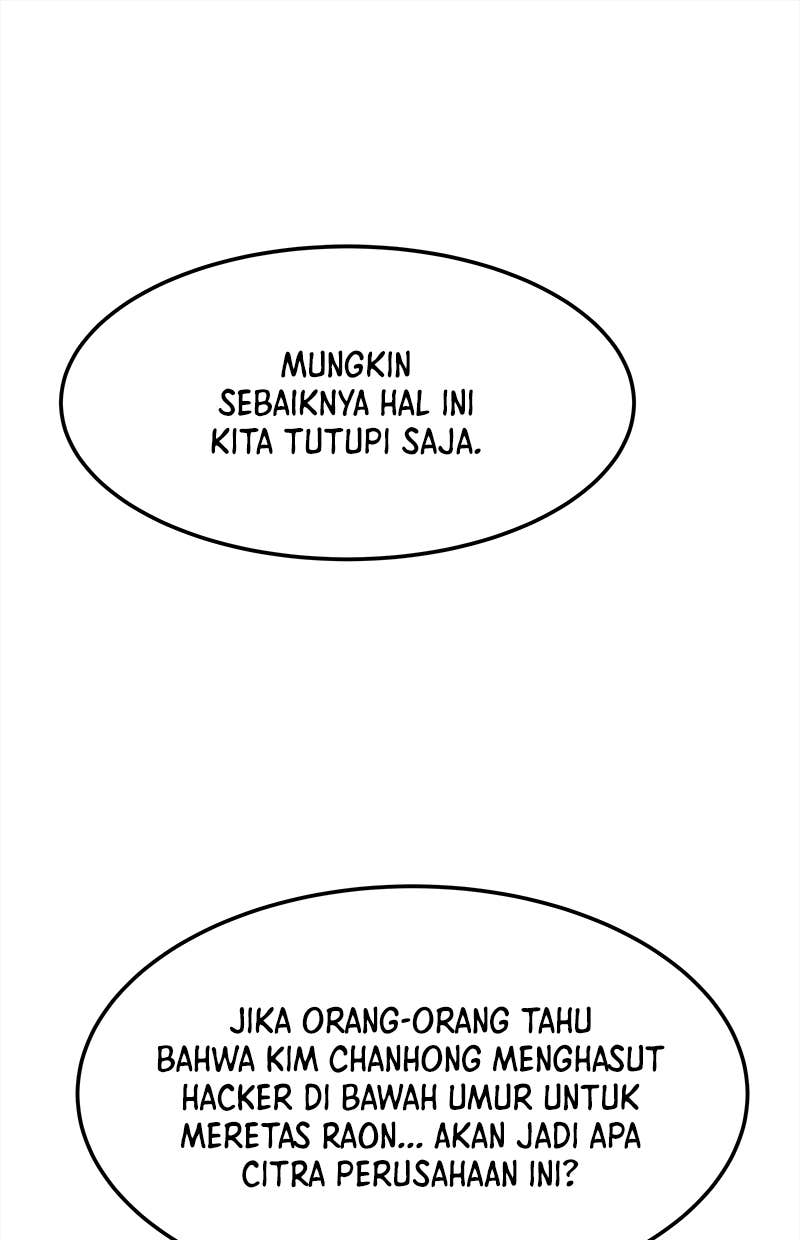 MUNGKIN
SEBAIKNYA HAL INI
KITA TUTUPI SAJA.
JIKA ORANG-ORANG TAHU
BAHWA KIM CHANHONG MENGHASUT
HACKER DI BAWAH UMUR UNTUK
MERETAS RAON... AKAN JADI APA
CITRA PERUSAHAAN INI?